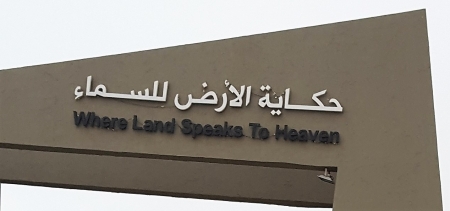 حكاية الأرض للسماء
Where Land Speaks To Heaven